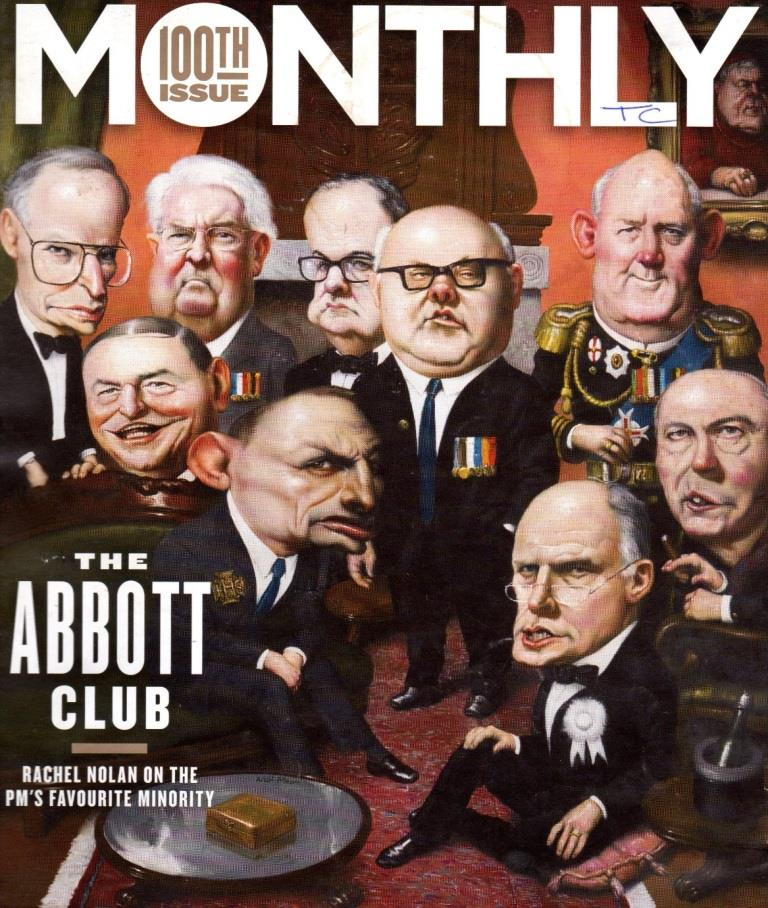 MONTHLY
100TH
ISSUE
TC
THE
ABBOTT
CLUB
RACHEL NOLAN ON THE
PM'S FAVOURITE MINORITY